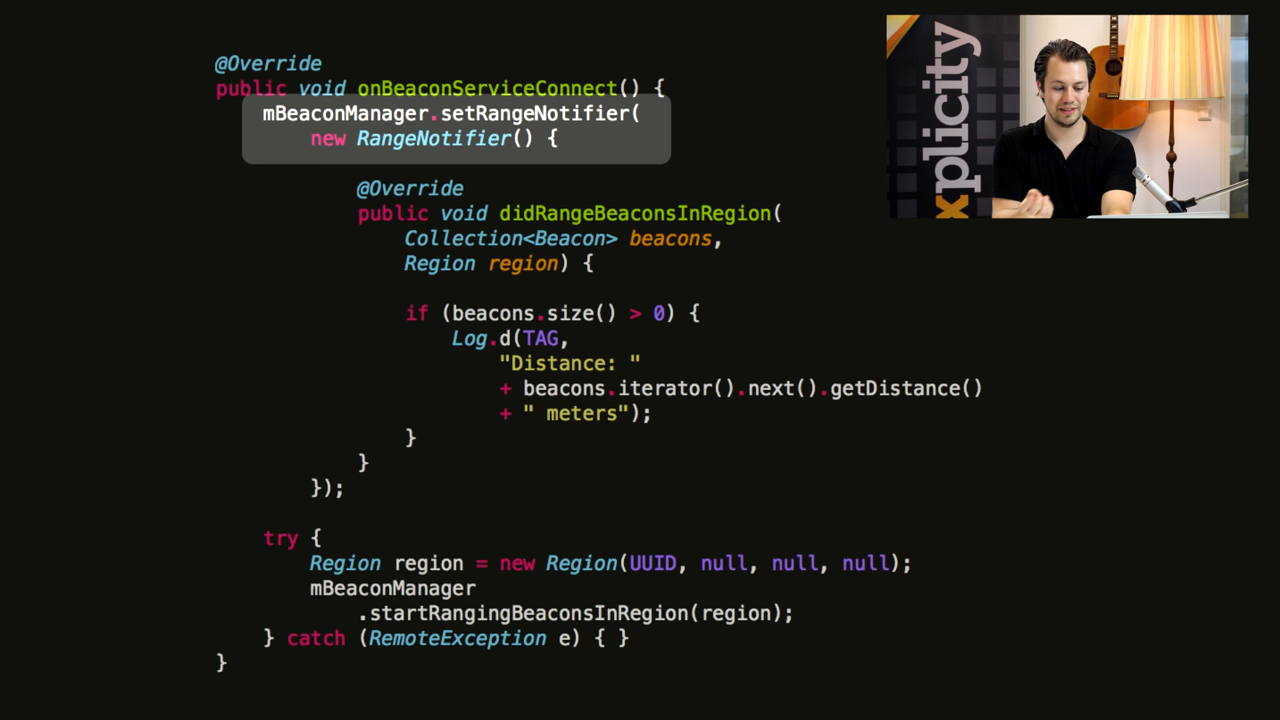 @Override
public void onBeaconServiceConnect() {
mBeaconManager.setRangeNotifier(
new RangeNotifier() {
@Override
public void didRangeBeaconsInRegion(
Collection<Beacon> beacons,
Region region) {
if (beacons.size() > 0) {
Log.d(TAG,
"Distance: "
+ beacons.iterator().next().getDistance()
+ " meters");
}
}
});
try {
Region region = new Region(UUID, null, null, null);
mBeaconManager
.startRangingBeaconsInRegion(region);
} catch (RemoteException e) { }
}
xplicity